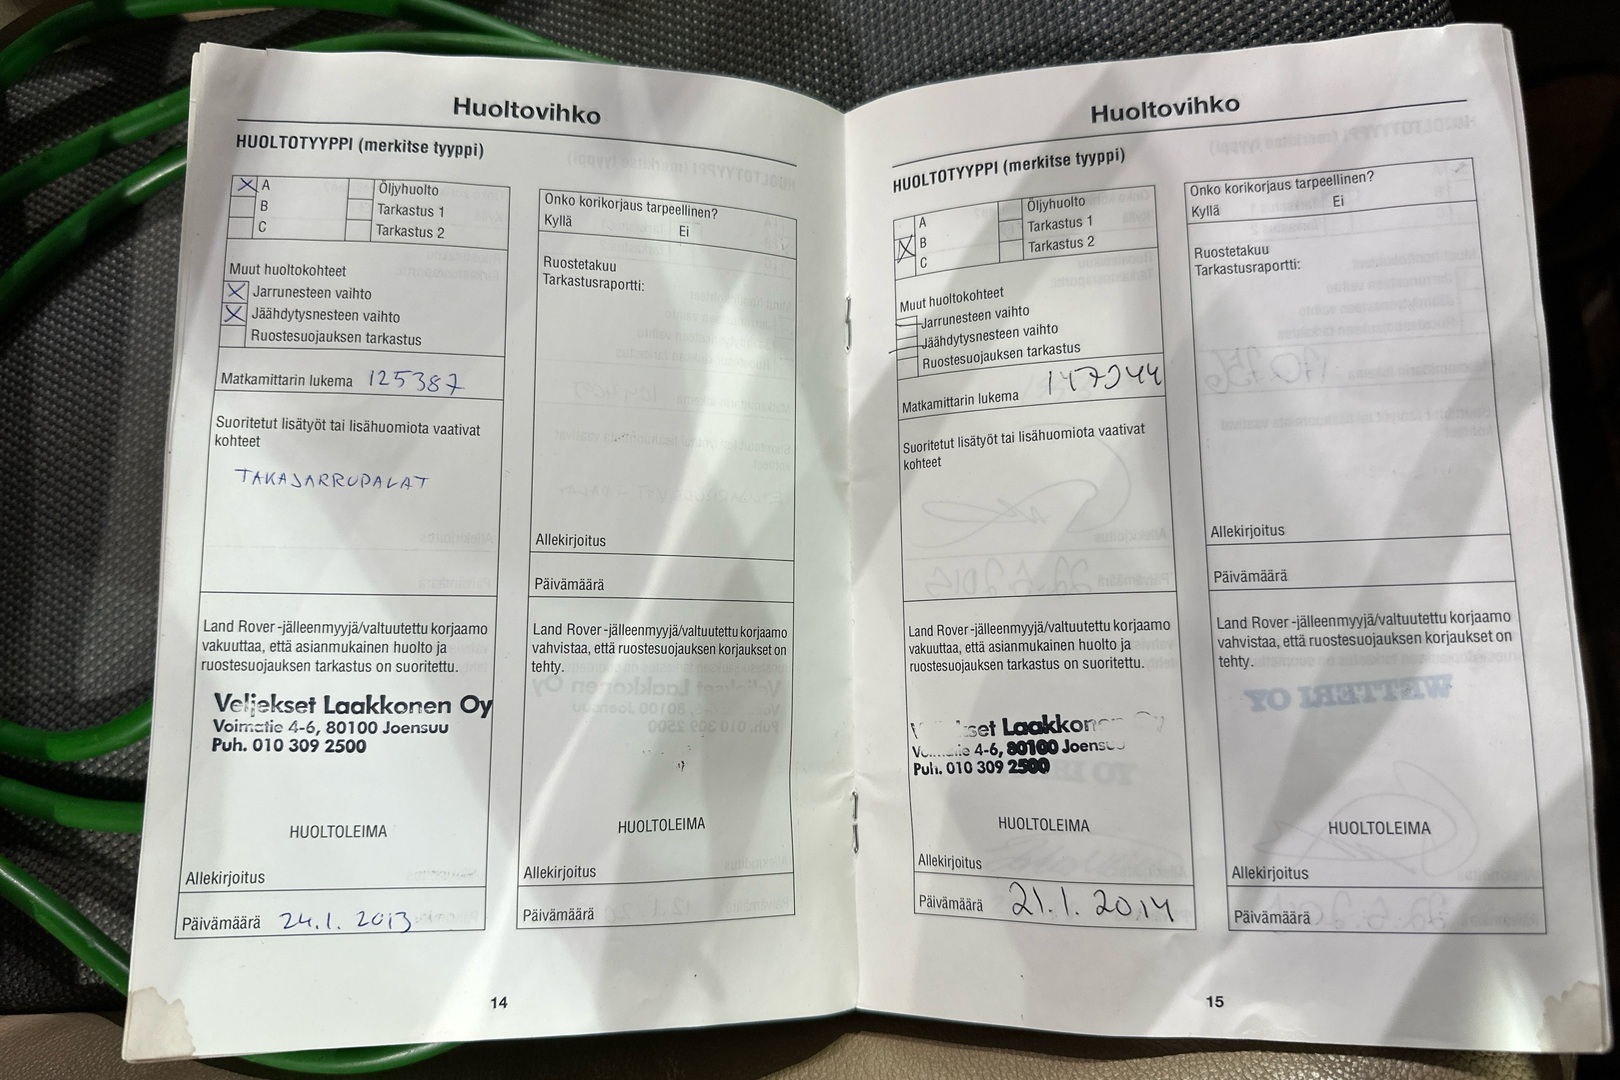 Huoltovihko
HUOLTOTYYPPI (merkitse tyyppi)
X A
B
C
Öljyhuolto
Tarkastus 1
Tarkastus 2
Muut huoltokohteet
X Jarrunesteen vaihto
X Jäähdytysnesteen vaihto
Ruostesuojauksen tarkastus
Matkamittarin lukema 125387
Suoritetut lisätyöt tai lisähuomiota vaativat
kohteet
TAKAJARRUPALAT
Land Rover -jälleenmyyjä/valtuutettu korjaamo
vakuuttaa, että asianmukainen huolto ja
ruostesuojauksen tarkastus on suoritettu.
Veljekset Laakkonen Oy
Voimatie 4-6, 80100 Joensuu
Puh. 010 309 2500
HUOLTOLEIMA
Allekirjoitus
Päivämäärä 24.1. 2013
Onko korikorjaus tarpeellinen?
Kyllä Ei
Ruostetakuu
Tarkastusraportti:
Allekirjoitus
Päivämäärä
Land Rover -jälleenmyyjä/valtuutettu korjaamo
vahvistaa, että ruostesuojauksen korjaukset on
tehty.
HUOLTOLEIMA
Allekirjoitus
Päivämäärä
14
Huoltovihko
HUOLTOTYYPPI (merkitse tyyppi)
A
X B
C
Öljyhuolto
Tarkastus 1
Tarkastus 2
Muut huoltokohteet
Jarrunesteen vaihto
Jäähdytysnesteen vaihto
Ruostesuojauksen tarkastus
Matkamittarin lukema
Suoritetut lisätyöt tai lisähuomiota vaativat
kohteet
Land Rover -jälleenmyyjä/valtuutettu korjaamo
vakuuttaa, että asianmukainen huolto ja
ruostesuojauksen tarkastus on suoritettu.
Laakkonen Oy
4-6, 80100 Joensuu
Puh. 010 309 2500
HUOLTOLEIMA
Allekirjoitus
Päivämäärä 21.1. 2014
Onko korikorjaus tarpeellinen?
Kyllä Ei
Ruostetakuu
Tarkastusraportti:
Allekirjoitus
Päivämäärä
Land Rover -jälleenmyyjä/valtuutettu korjaamo
vahvistaa, että ruostesuojauksen korjaukset on
tehty.
HUOLTOLEIMA
Allekirjoitus
Päivämäärä
15